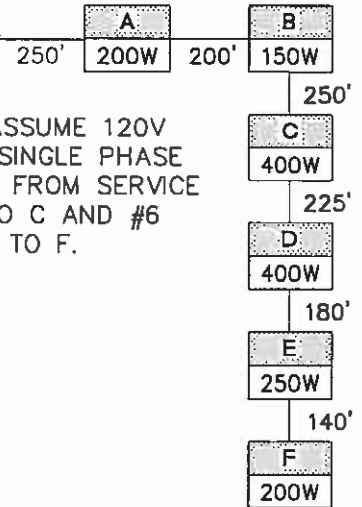 A
B
250' 200W 200' 150W
250'
ASSUME 120V
SINGLE PHASE
FROM SERVICE
O C AND #6
TO F.
C
400W
225'
D
400W
180'
E
250W
140'
F
200W